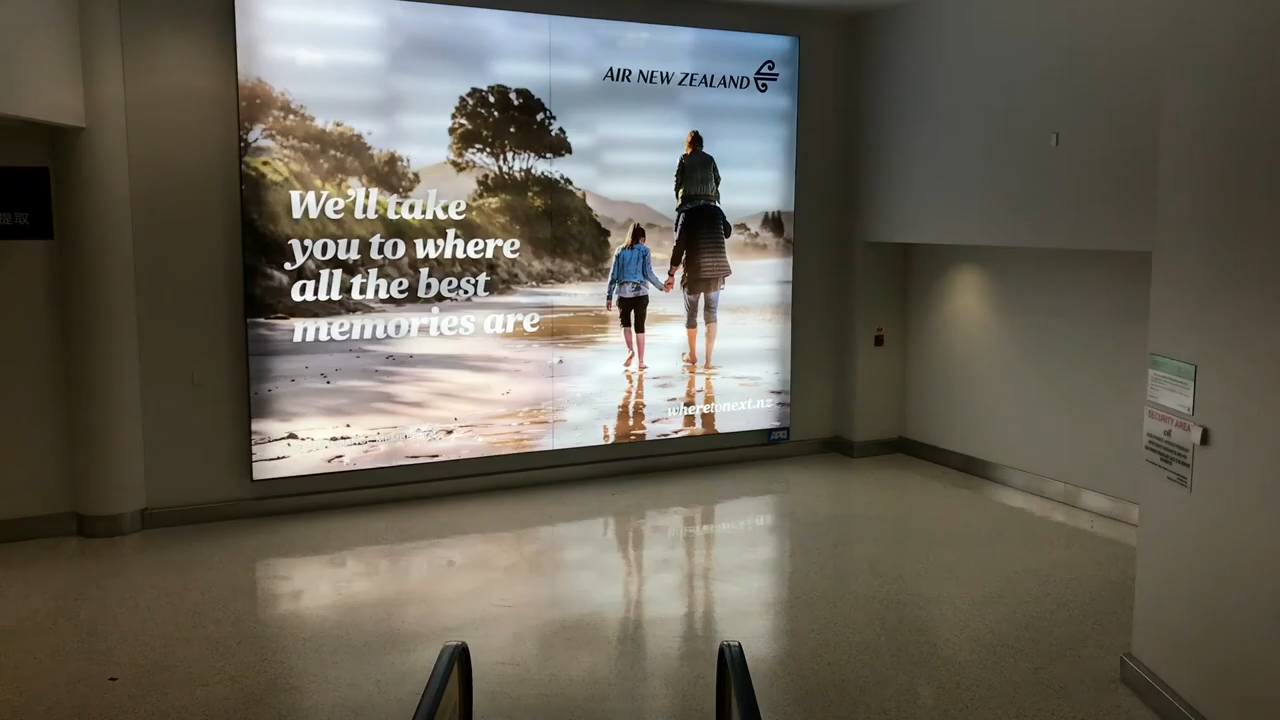 AIR NEW ZEALAND
We'll take
you to where
all the best
memories are
wheretonext.nz
提取
SECURITY AREA